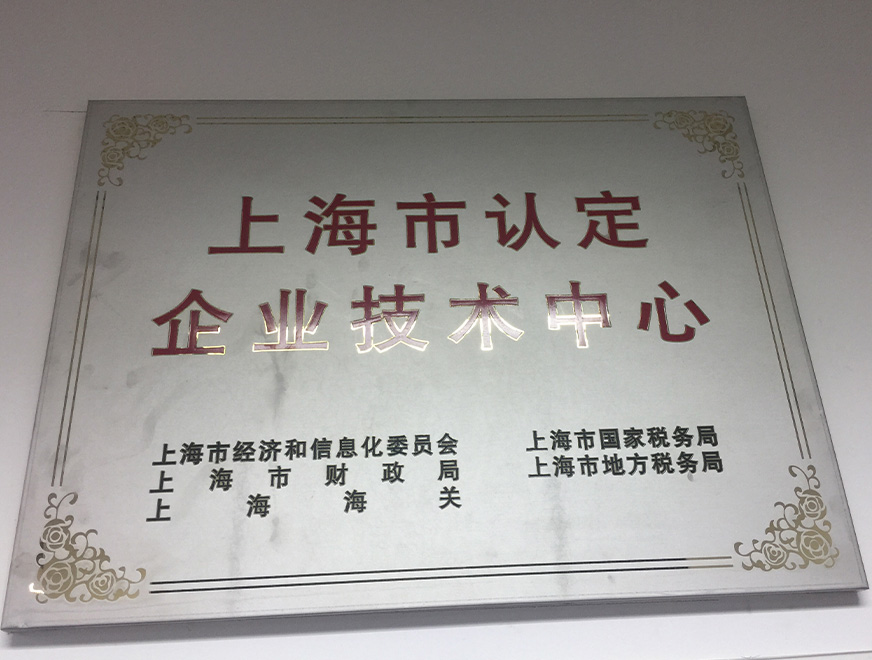 上海市认定
企业技术中心
上海市经济和信息化委员会
上海市财政局
上海海关
上海市国家税务局
上海市地方税务局